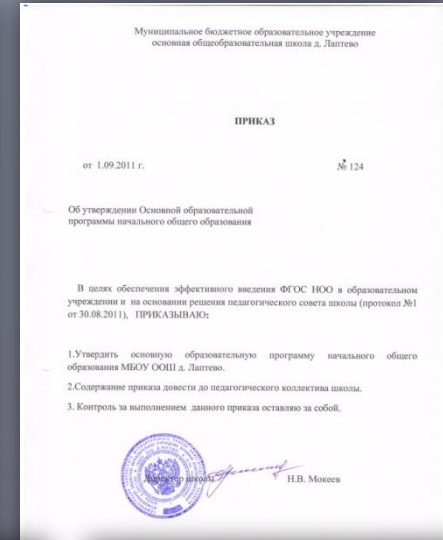 Муниципальное бюджетное образовательное учреждение
основная общеобразовательная школа д. Лаптево
ПРИКАЗ
от 1.09.2011 г. № 124
Об утверждении Основной образовательной
программы начального общего образования
В целях обеспечения эффективного введения ФГОС НОО в образовательном
учреждении и на основании решения педагогического совета школы (протокол №1
от 30.08.2011), ПРИКАЗЫВАЮ:
1.Утвердить основную образовательную программу начального общего
образования МБОУ ООШ д. Лаптево.
2.Содержание приказа довести до педагогического коллектива школы.
3. Контроль за выполнением данного приказа оставляю за собой.
Директор школы Н.В. Мокеев